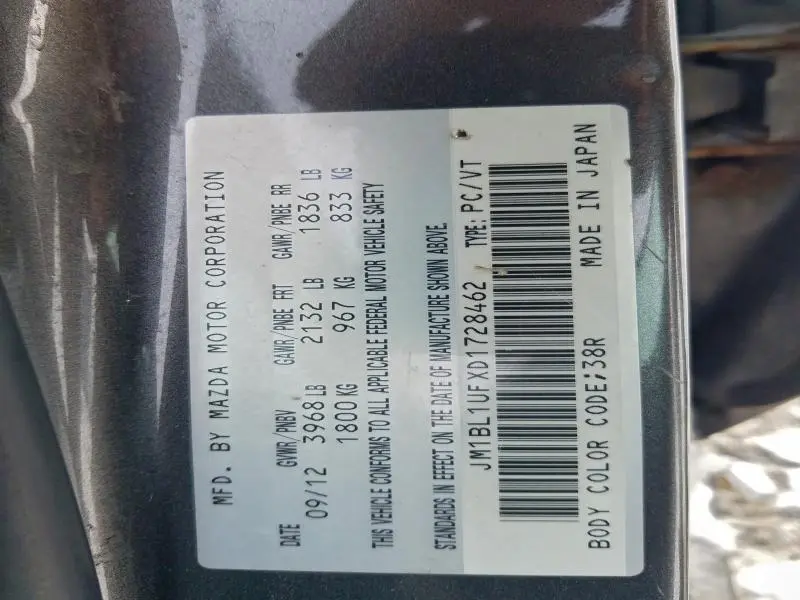 MFD. BY MAZDA MOTOR CORPORATION
DATE GVWR/PNBV GAWR/PNBE FRT GAWR/PNBE RR
09/12 3968 LB 2132 LB 1836 LB
1800 KG 967 KG 833 KG
THIS VEHICLE CONFORMS TO ALL APPLICABLE FEDERAL MOTOR VEHICLE SAFETY
STANDARDS IN EFFECT ON THE DATE OF MANUFACTURE SHOWN ABOVE.
JM1BL1UFXD1728462 TYPE: PC/VT
BODY COLOR CODE;38R MADE IN JAPAN